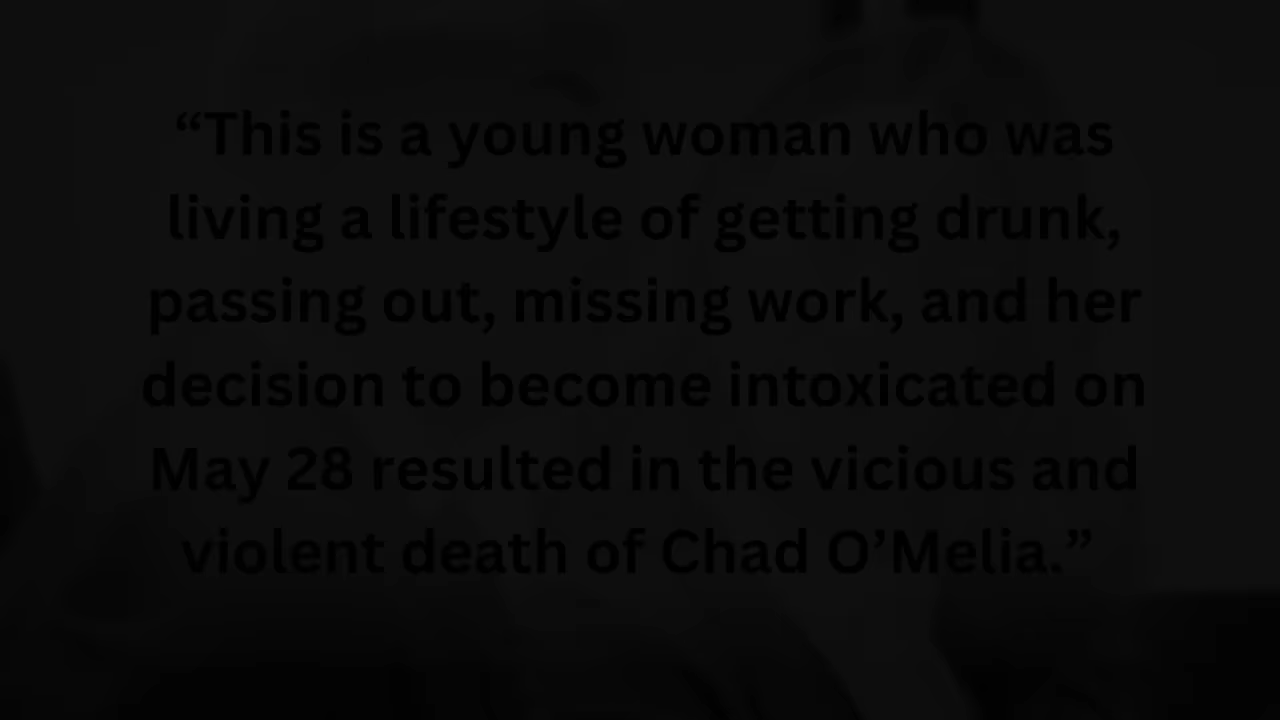 “This is a young woman who was
living a lifestyle of getting drunk,
passing out, missing work, and her
decision to become intoxicated on
May 28 resulted in the vicious and
violent death of Chad O’Melia.”